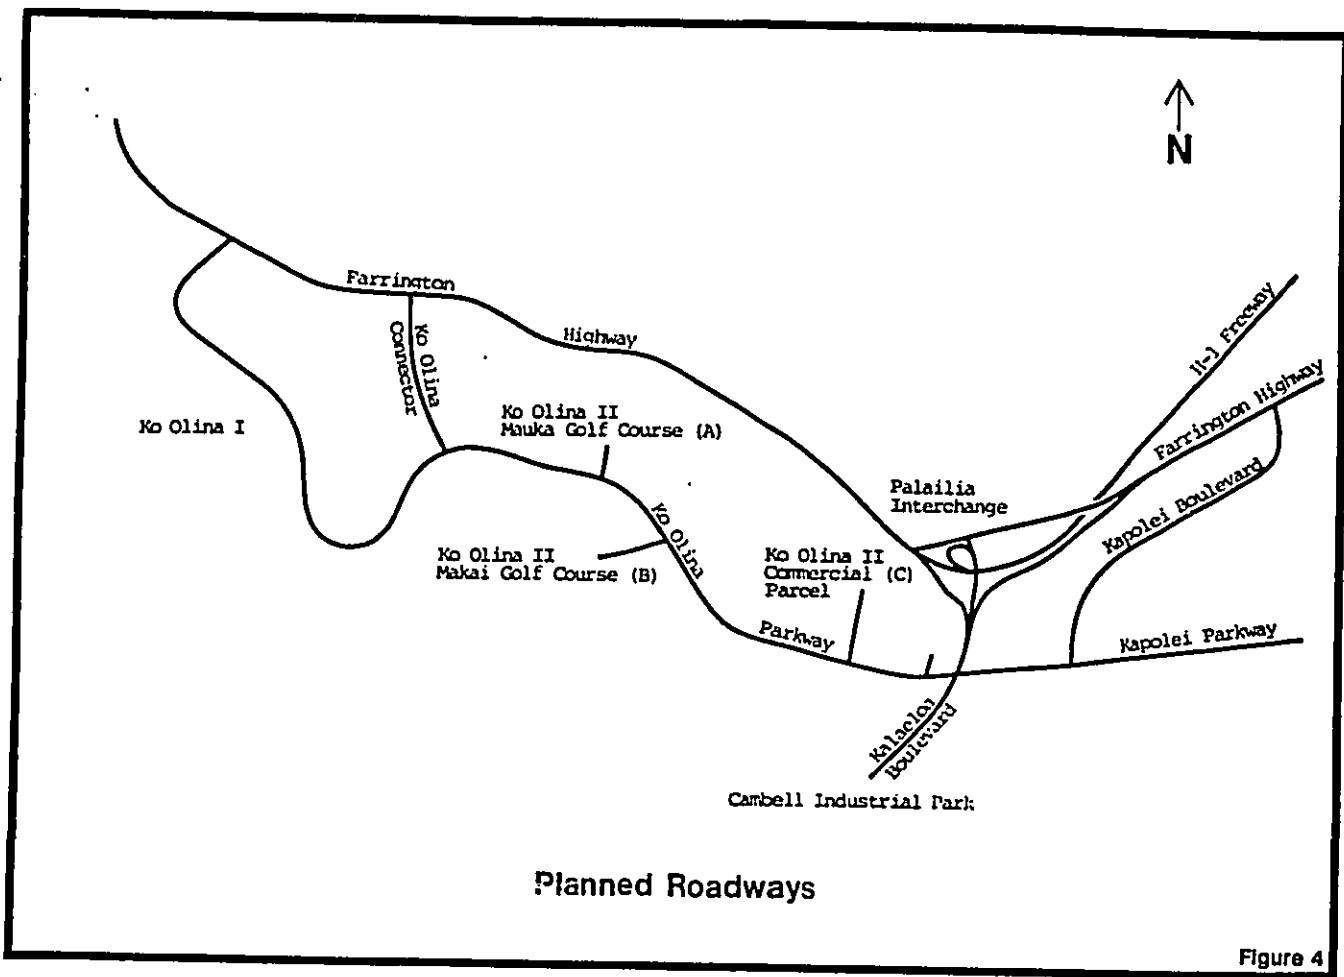 N
Farrington
Highway
Ko Olina
Connector
Ko Olina I
Ko Olina II
Mauka Golf Course (A)
H-1 Freeway
Farrington Highway
Palailia
Interchange
Kapolei Boulevard
Ko Olina
Ko Olina II
Makai Golf Course (B)
Ko Olina II
Commercial (C)
Parcel
Parkway
Kapolei Parkway
Kalaelou
Boulevard
Cambell Industrial Park
Planned Roadways
Figure 4